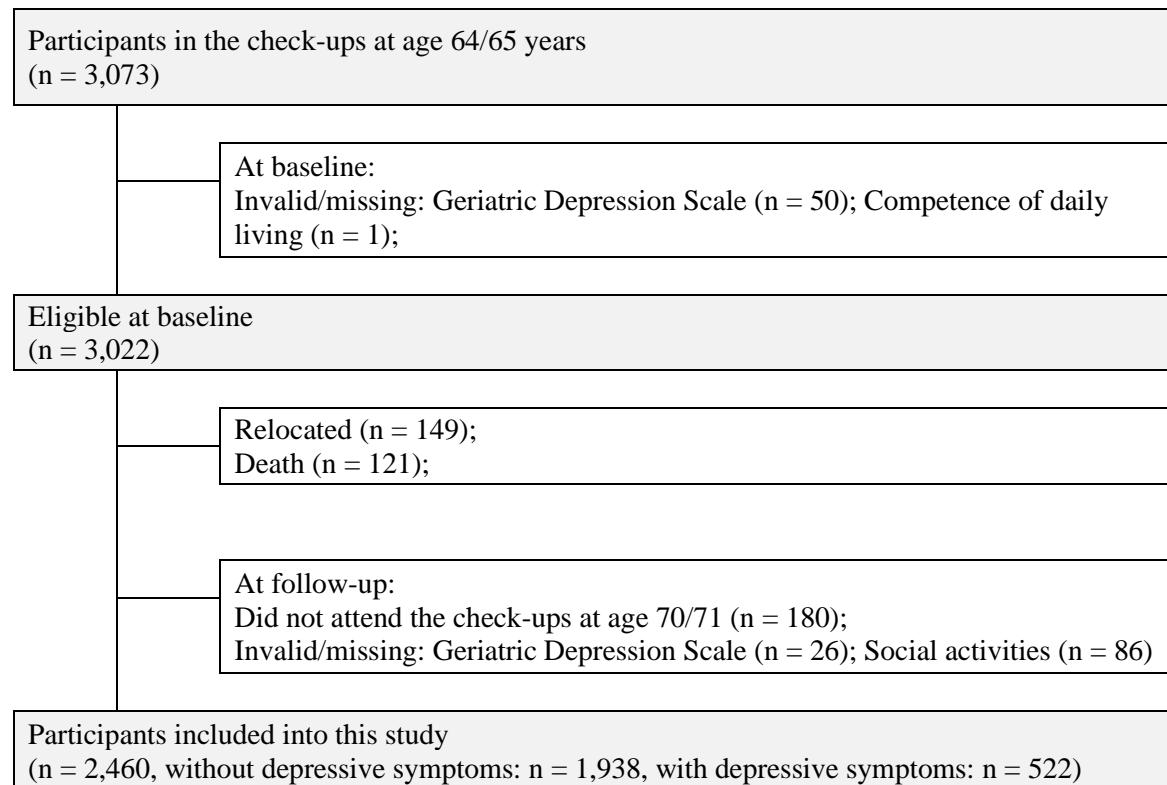 Participants in the check-ups at age 64/65 years
(n = 3,073)
At baseline:
Invalid/missing: Geriatric Depression Scale (n = 50); Competence of daily
living (n = 1);
Eligible at baseline
(n = 3,022)
Relocated (n = 149);
Death (n = 121);
At follow-up:
Did not attend the check-ups at age 70/71 (n = 180);
Invalid/missing: Geriatric Depression Scale (n = 26); Social activities (n = 86)
Participants included into this study
(n = 2,460, without depressive symptoms: n = 1,938, with depressive symptoms: n = 522)